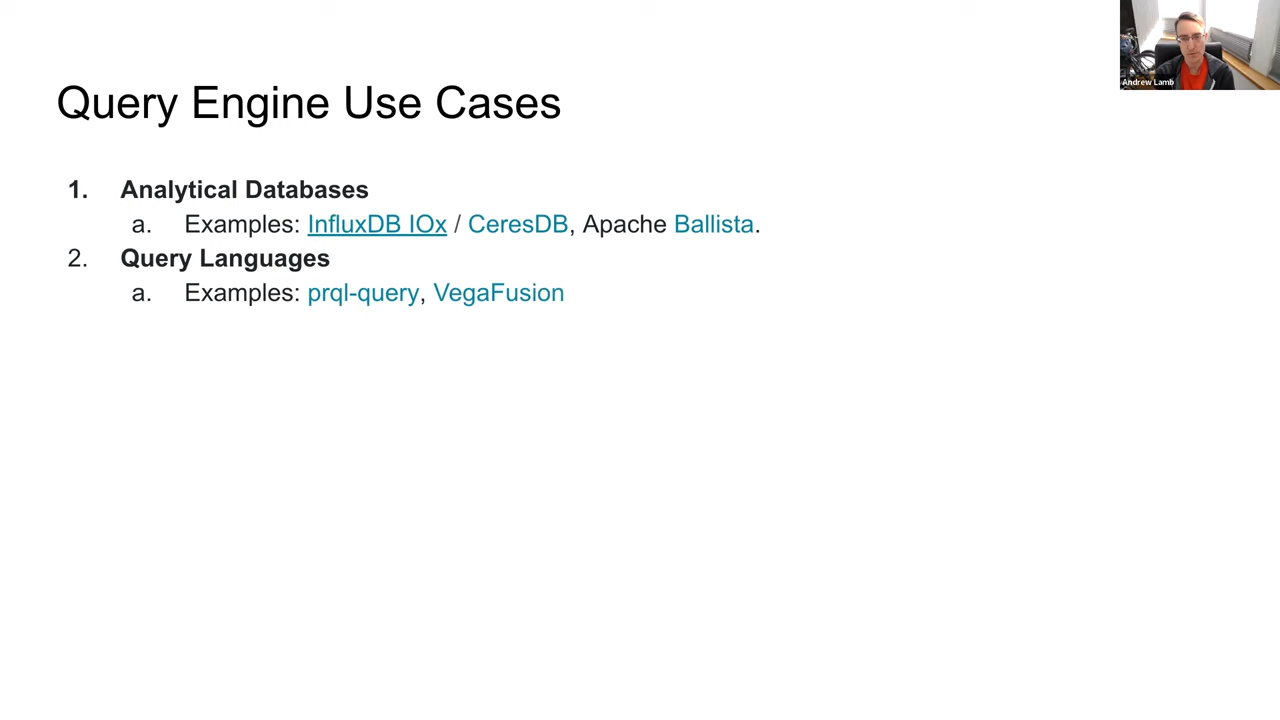 Query Engine Use Cases
1. Analytical Databases
a. Examples: InfluxDB IOx / CeresDB, Apache Ballista.
2. Query Languages
a. Examples: prql-query, VegaFusion
Andrew Lamb